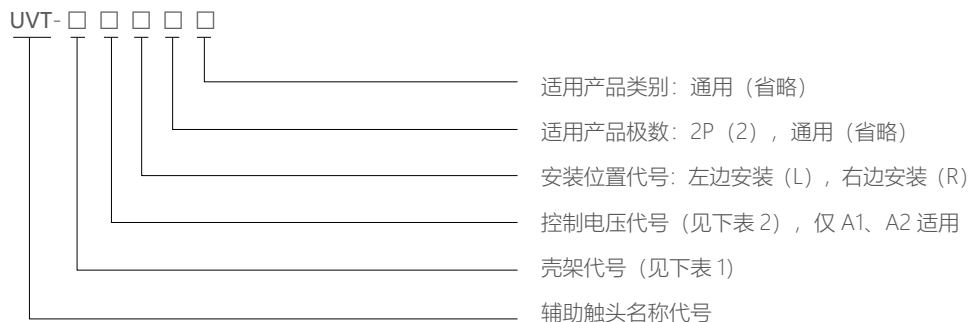 UVT-□ □ □ □ □
适用产品类别：通用（省略）
适用产品极数：2P（2），通用（省略）
安装位置代号：左边安装（L），右边安装（R）
控制电压代号（见下表 2），仅 A1、A2 适用
壳架代号（见下表 1）
辅助触头名称代号